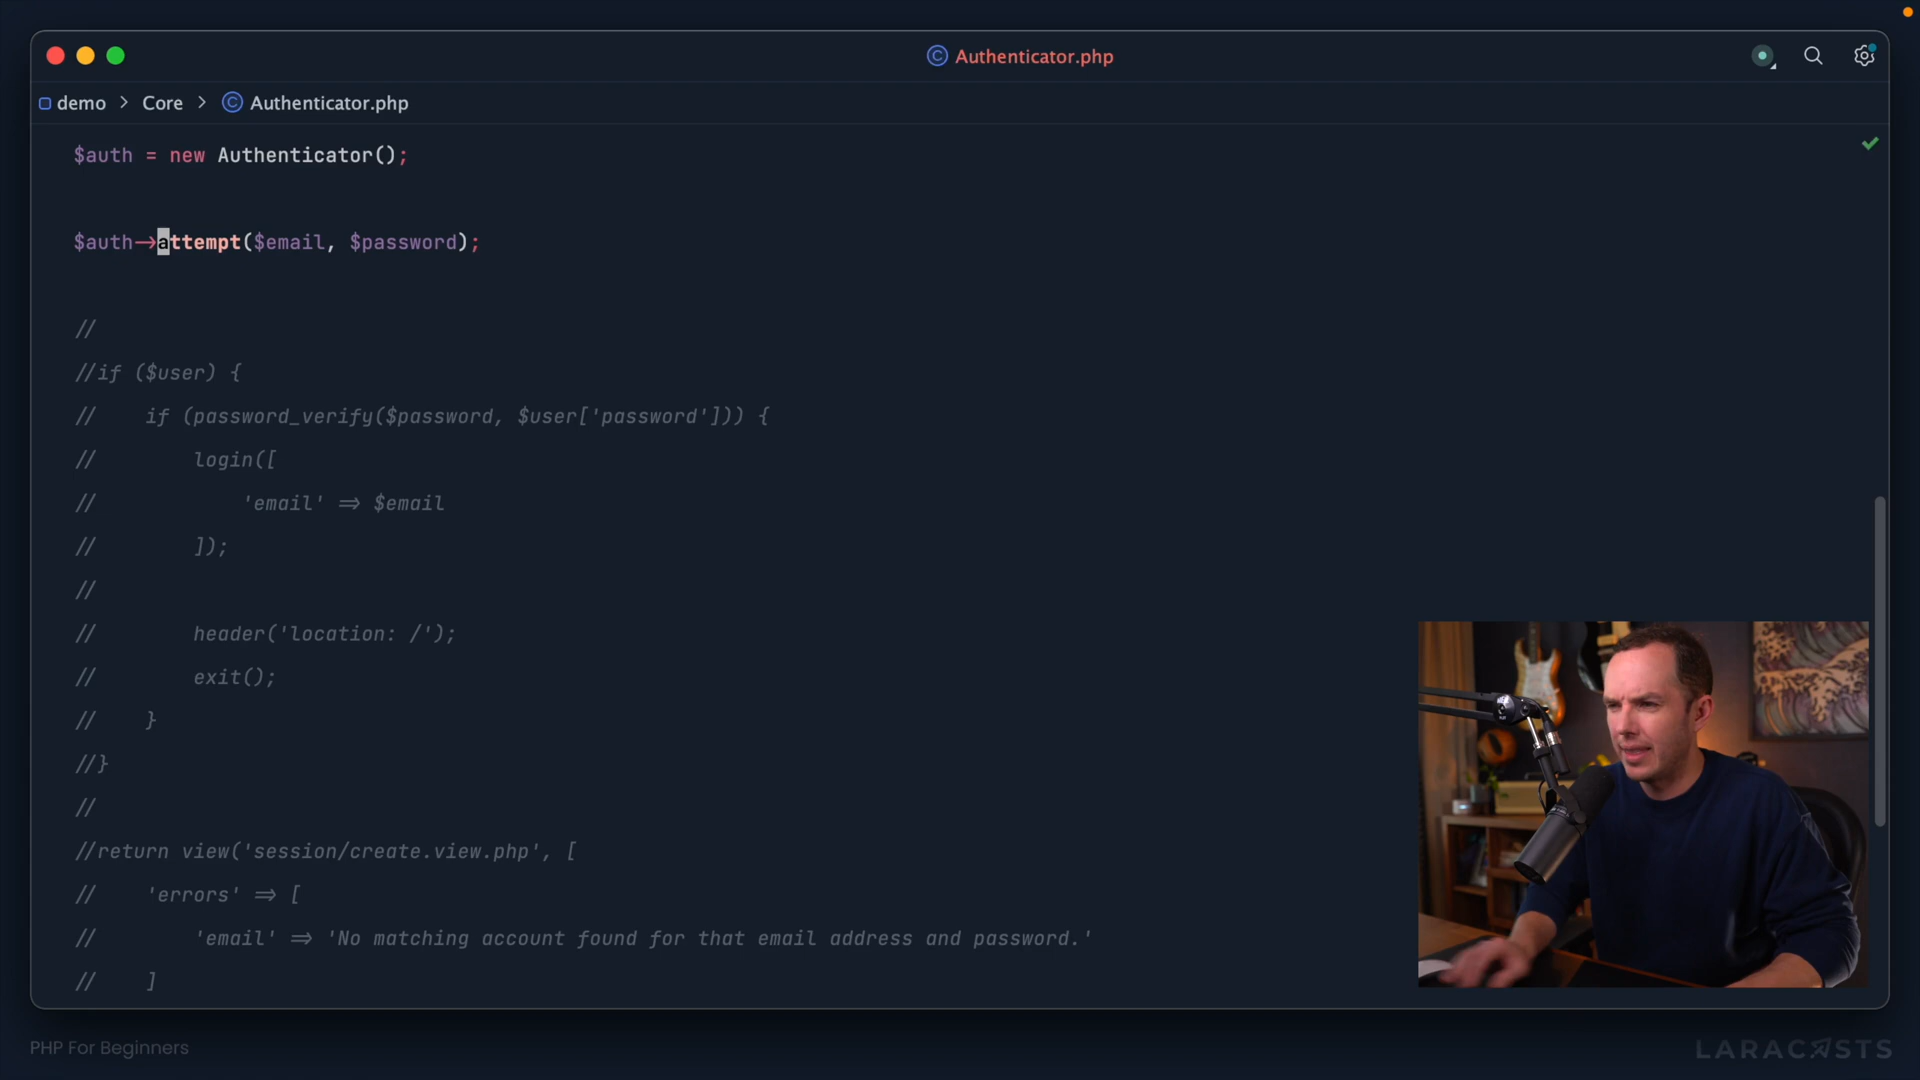 Authenticator.php
demo > Core > Authenticator.php
$auth = new Authenticator();
$auth->attempt($email, $password);
//
//if ($user) {
//    if (password_verify($password, $user['password'])) {
//        login([
//            'email' => $email
//        ]);
//
//        header('location: /');
//        exit();
//    }
//}
//
//return view('session/create.view.php', [
//    'errors' => [
//        'email' => 'No matching account found for that email address and password.'
//    ]
PHP For Beginners
LARACASTS